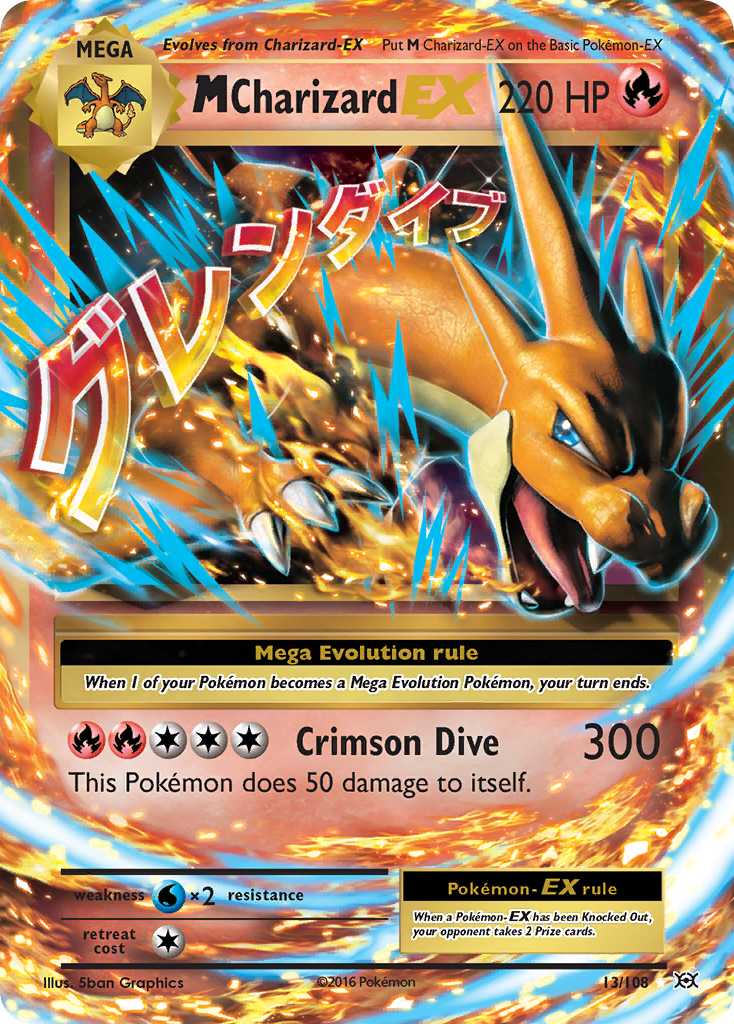 MEGA
Evolves from Charizard-EX
Put M Charizard-EX on the Basic Pokémon-EX
MCharizardEX 220 HP
グレンダイブ
Mega Evolution rule
When 1 of your Pokémon becomes a Mega Evolution Pokémon, your turn ends.
Crimson Dive 300
This Pokémon does 50 damage to itself.
weakness ×2 resistance
retreat
cost
Pokémon-EX rule
When a Pokémon-EX has been Knocked Out,
your opponent takes 2 Prize cards.
Illus. 5ban Graphics ©2016 Pokémon 13/108